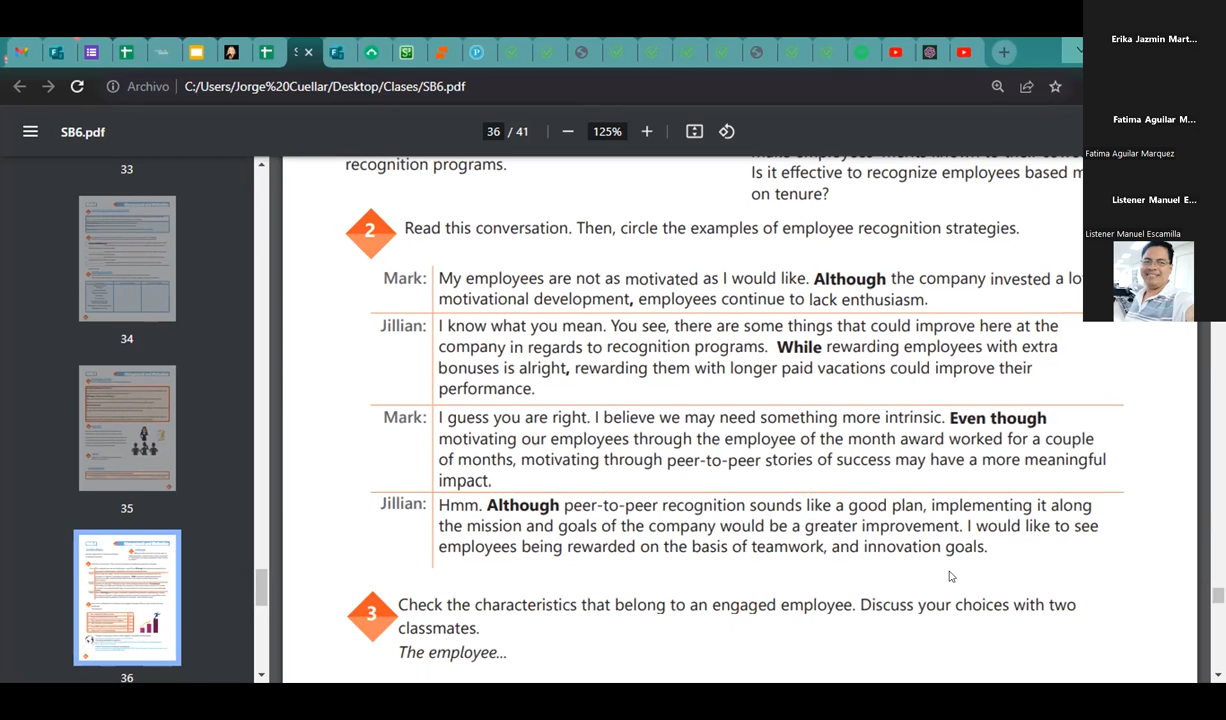 Erika Jazmin Mart...
Archivo
C:/Users/Jorge%20Cuellar/Desktop/Clases/SB6.pdf
Fatima Aguilar M...
SB6.pdf
36 / 41
125%
Fatima Aguilar Marquez
recognition programs.
33
Is it effective to recognize employees based m
on tenure?
Listener Manuel E...
Listener Manuel Escamilla
2
Read this conversation. Then, circle the examples of employee recognition strategies.
Mark: My employees are not as motivated as I would like. Although the company invested a lo
motivational development, employees continue to lack enthusiasm.
Jillian: I know what you mean. You see, there are some things that could improve here at the
company in regards to recognition programs. While rewarding employees with extra
bonuses is alright, rewarding them with longer paid vacations could improve their
performance.
34
Mark: I guess you are right. I believe we may need something more intrinsic. Even though
motivating our employees through the employee of the month award worked for a couple
of months, motivating through peer-to-peer stories of success may have a more meaningful
impact.
Jillian: Hmm. Although peer-to-peer recognition sounds like a good plan, implementing it along
the mission and goals of the company would be a greater improvement. I would like to see
employees being rewarded on the basis of teamwork, and innovation goals.
35
3
Check the characteristics that belong to an engaged employee. Discuss your choices with two
classmates.
The employee...
36